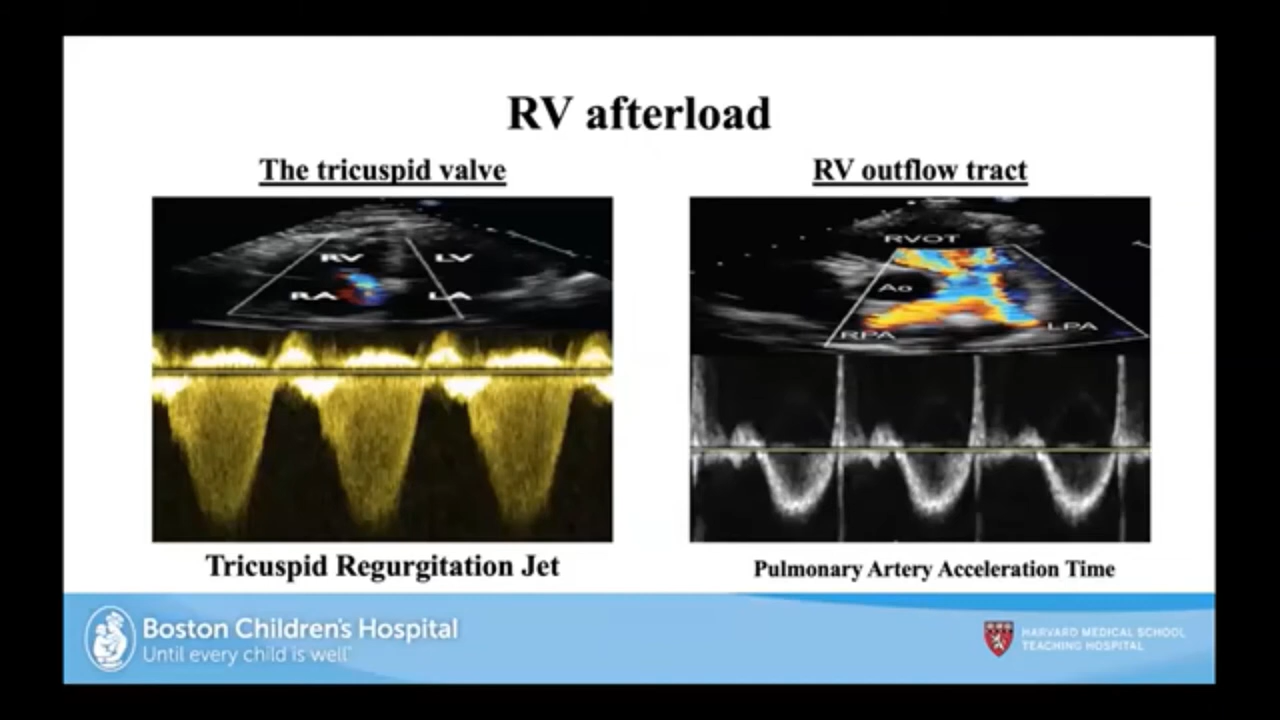 RV afterload
The tricuspid valve
RV LV
RA LA
Tricuspid Regurgitation Jet
RV outflow tract
RVOT
Ao
RPA LPA
Pulmonary Artery Acceleration Time
Boston Children's Hospital
Until every child is well™
HARVARD MEDICAL SCHOOL
TEACHING HOSPITAL